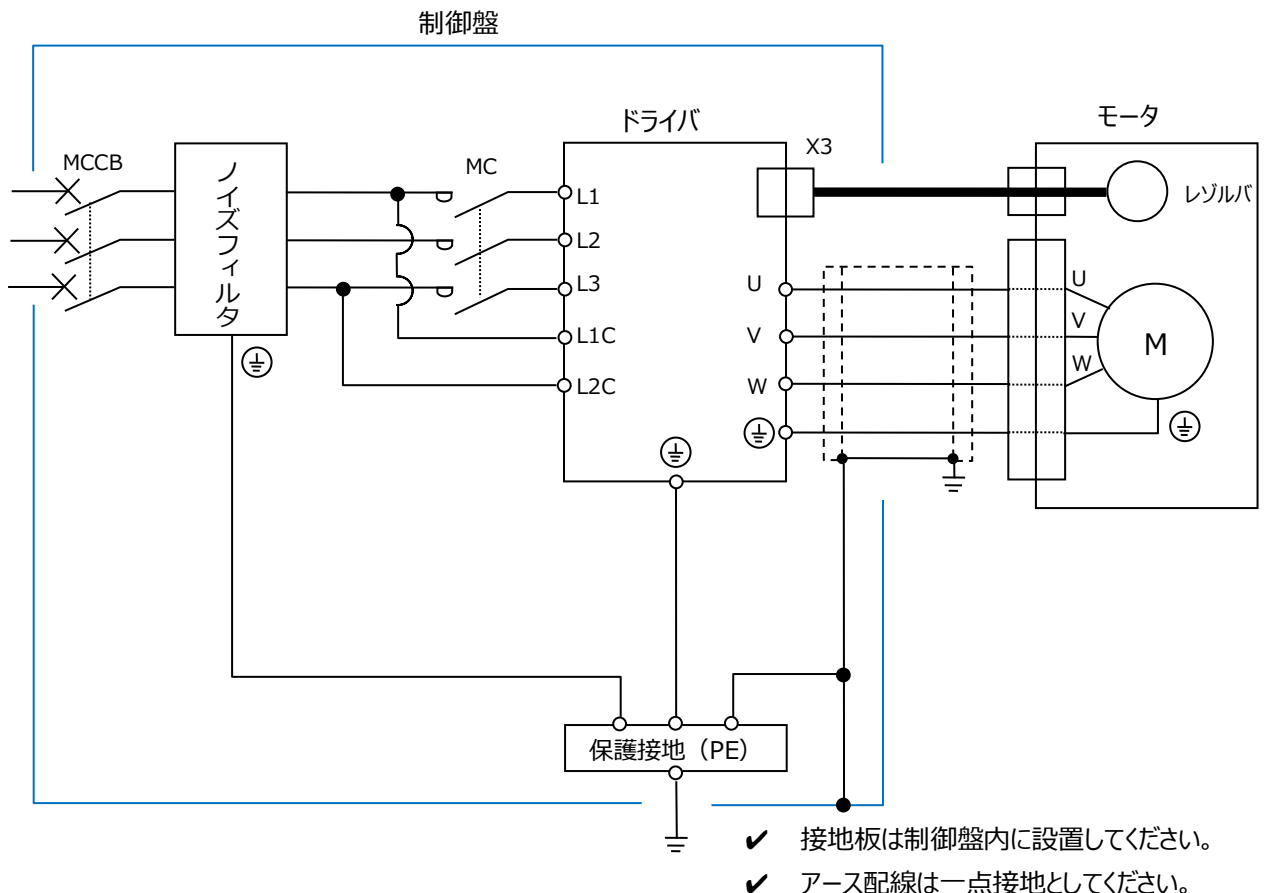 制御盤
ドライバ
モータ
MCCB
ノイズフィルタ
MC
X3
レゾルバ
L1
L2
L3
L1C
L2C
U
V
W
U
V
W
M
保護接地（PE）
✔ 接地板は制御盤内に設置してください。
✔ アース配線は一点接地としてください。